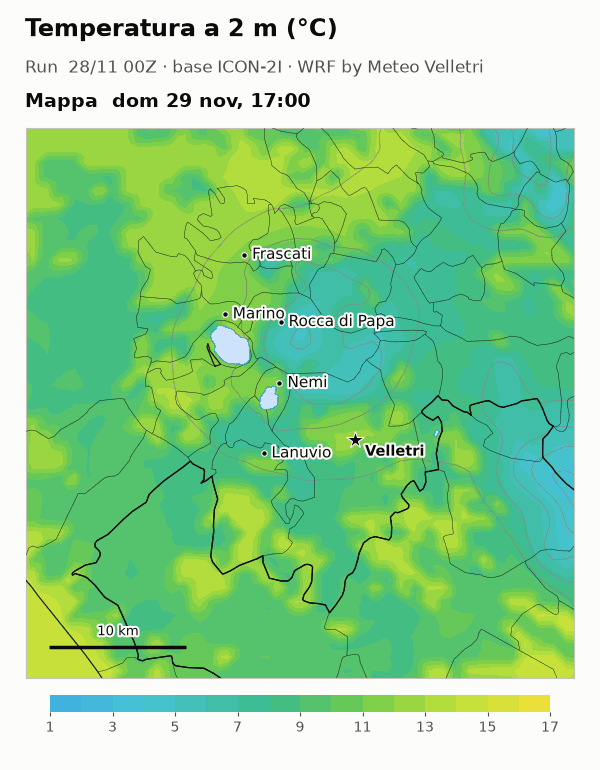 Temperatura a 2 m (°C)
Run  28/11 00Z · base ICON-2I · WRF by Meteo Velletri
Mappa  dom 29 nov, 17:00
Frascati
Marino
Rocca di Papa
Nemi
Velletri
Lanuvio
10 km
1 3 5 7 9 11 13 15 17